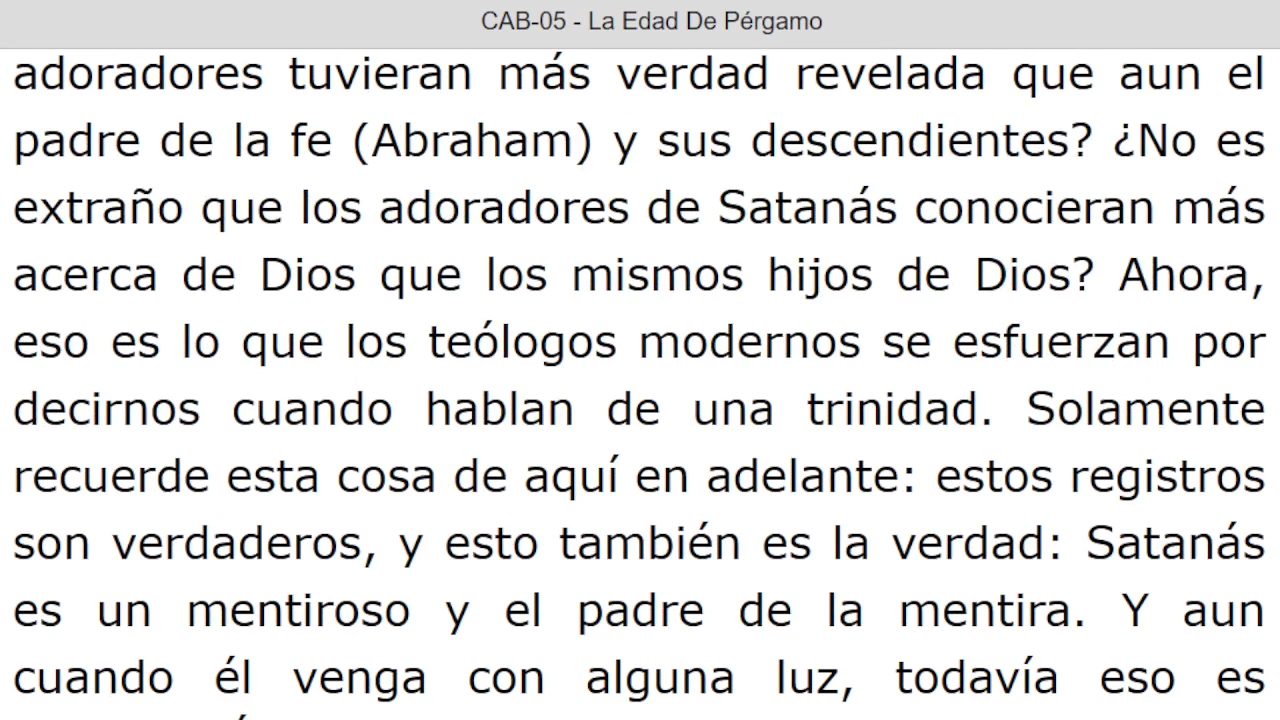 CAB-05 - La Edad De Pérgamo
adoradores tuvieran más verdad revelada que aun el
padre de la fe (Abraham) y sus descendientes? ¿No es
extraño que los adoradores de Satanás conocieran más
acerca de Dios que los mismos hijos de Dios? Ahora,
eso es lo que los teólogos modernos se esfuerzan por
decirnos cuando hablan de una trinidad. Solamente
recuerde esta cosa de aquí en adelante: estos registros
son verdaderos, y esto también es la verdad: Satanás
es un mentiroso y el padre de la mentira. Y aun
cuando él venga con alguna luz, todavía eso es